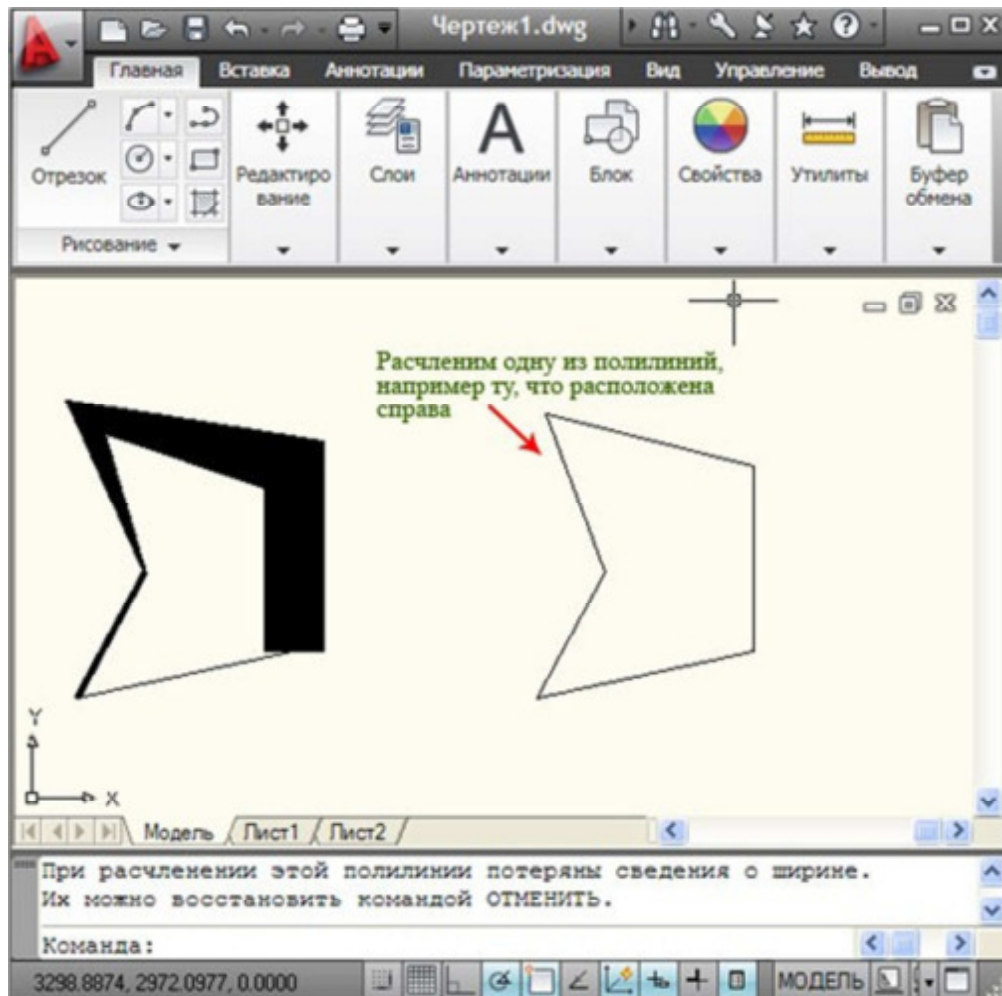 Чертеж1.dwg
Главная Вставка Аннотации Параметризация Вид Управление Вывод
Отрезок
Редактиро
вание
Слои
Аннотации
Блок
Свойства
Утилиты
Буфер
обмена
Рисование
Расчленим одну из полилиний,
например ту, что расположена
справа
Y
X
Модель Лист1 Лист2
При расчленении этой полилинии потеряны сведения о ширине.
Их можно восстановить командой ОТМЕНИТЬ.
Команда:
3298.8874, 2972.0977, 0.0000 МОДЕЛЬ